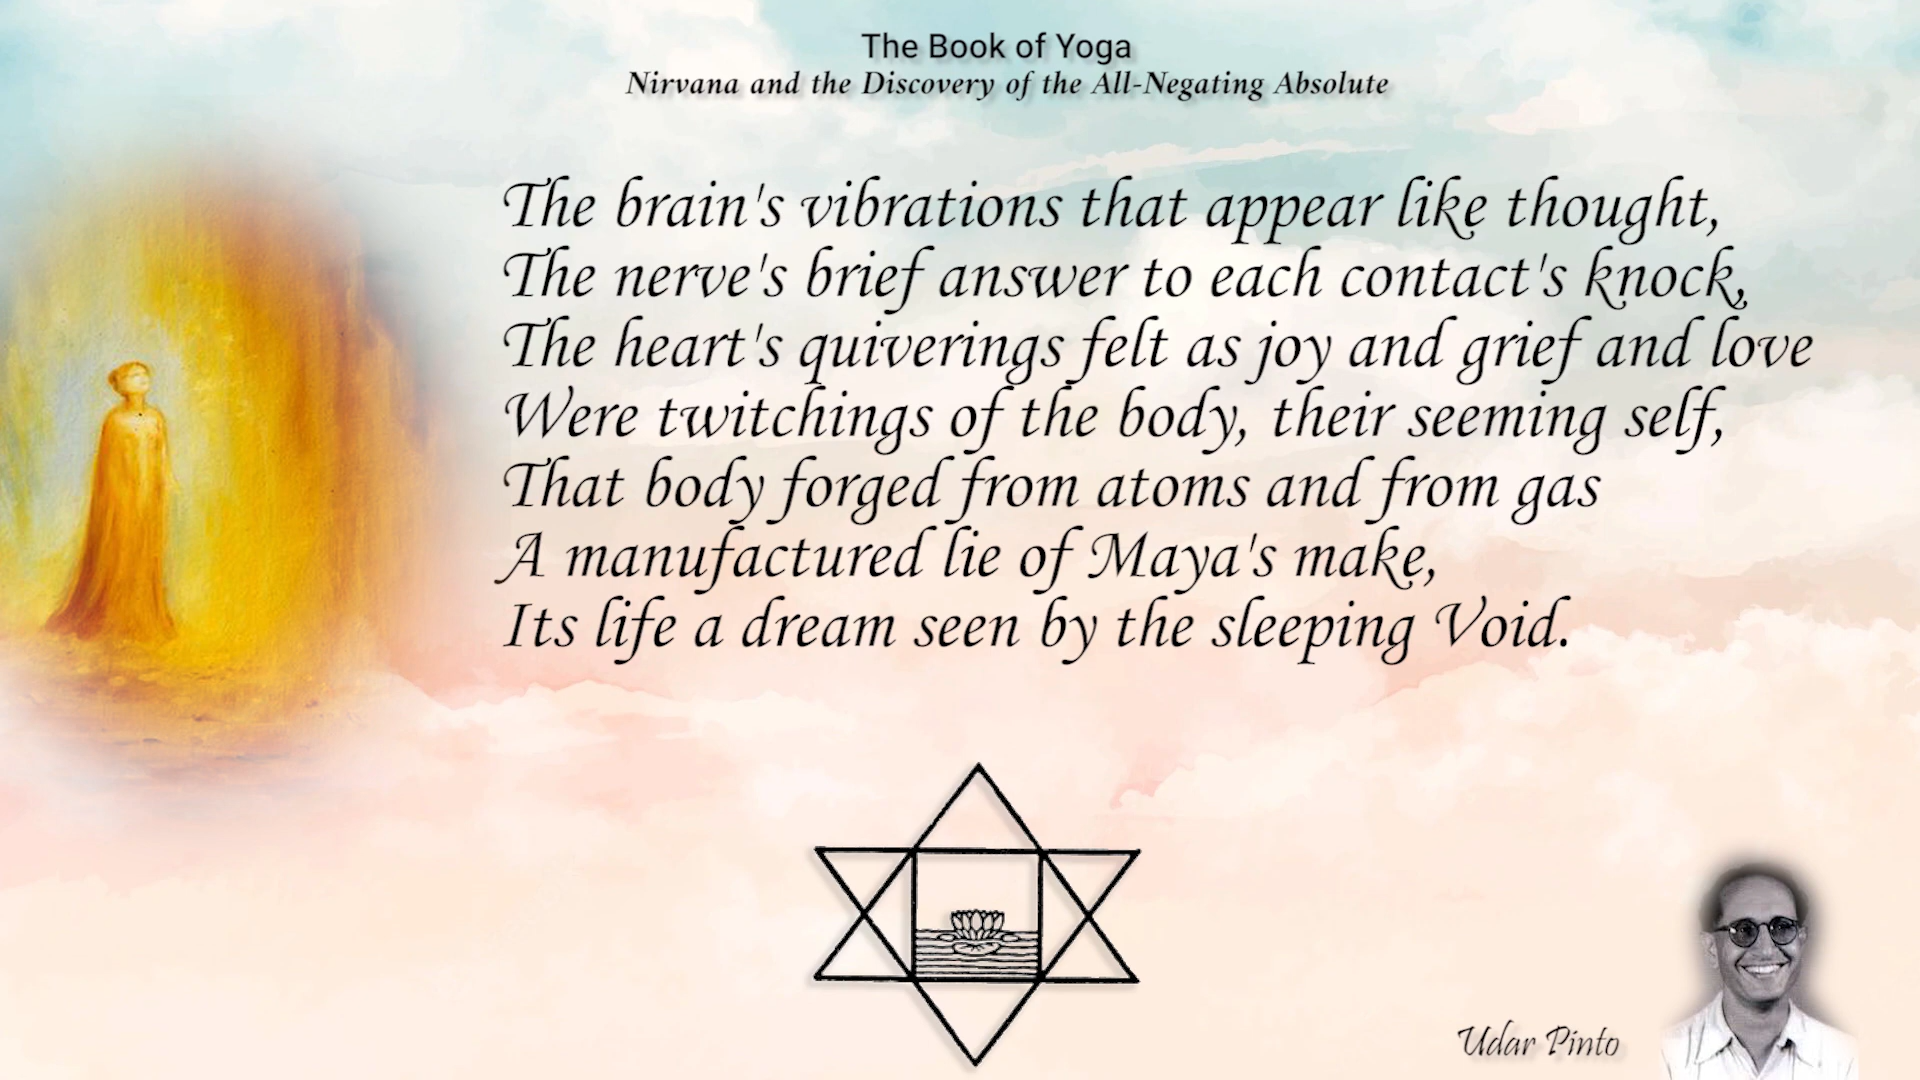 The Book of Yoga
Nirvana and the Discovery of the All-Negating Absolute
The brain's vibrations that appear like thought,
The nerve's brief answer to each contact's knock,
The heart's quiverings felt as joy and grief and love
Were twitchings of the body, their seeming self,
That body forged from atoms and from gas
A manufactured lie of Maya's make,
Its life a dream seen by the sleeping Void.
Udar Pinto